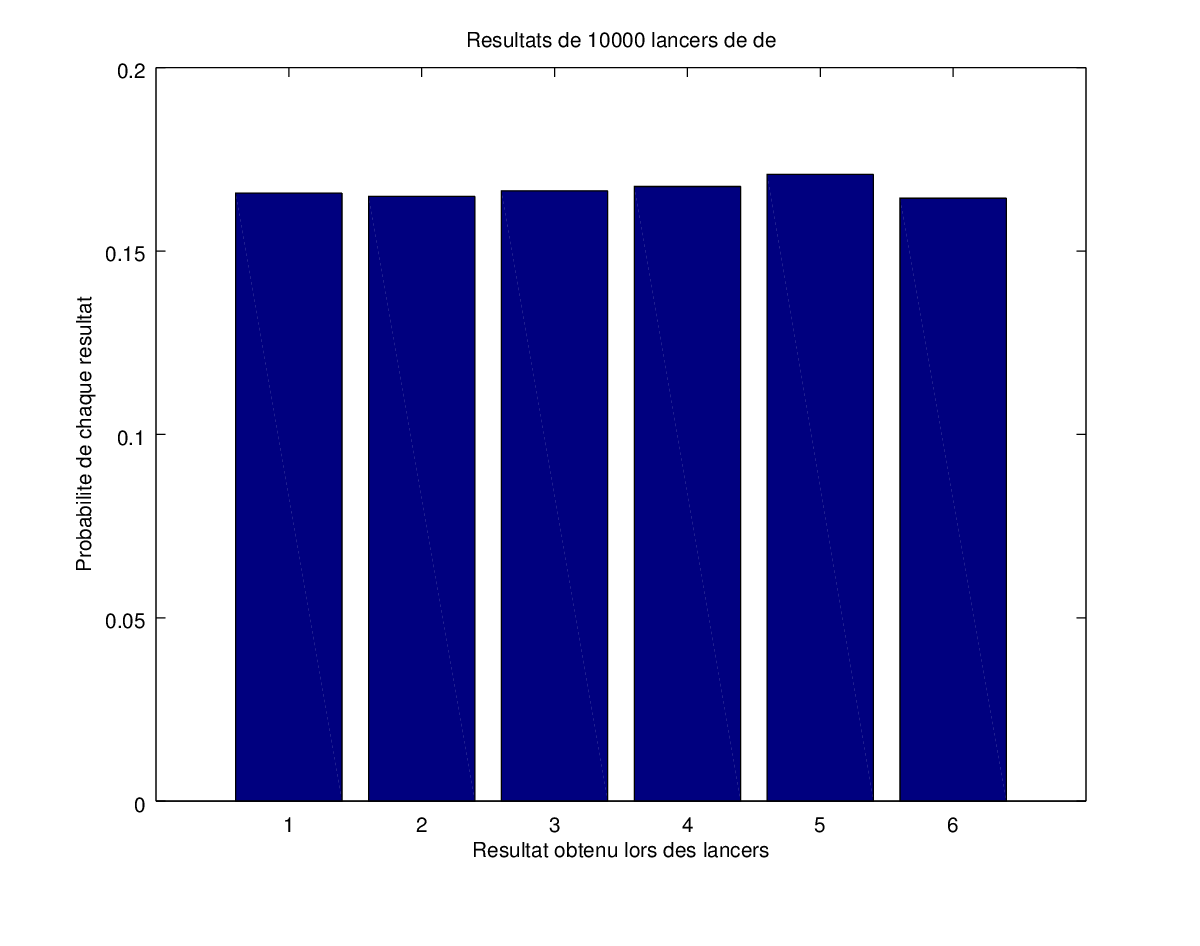 Resultats de 10000 lancers de de
0.2
0.15
0.1
0.05
0
Probabilite de chaque resultat
1 2 3 4 5 6
Resultat obtenu lors des lancers